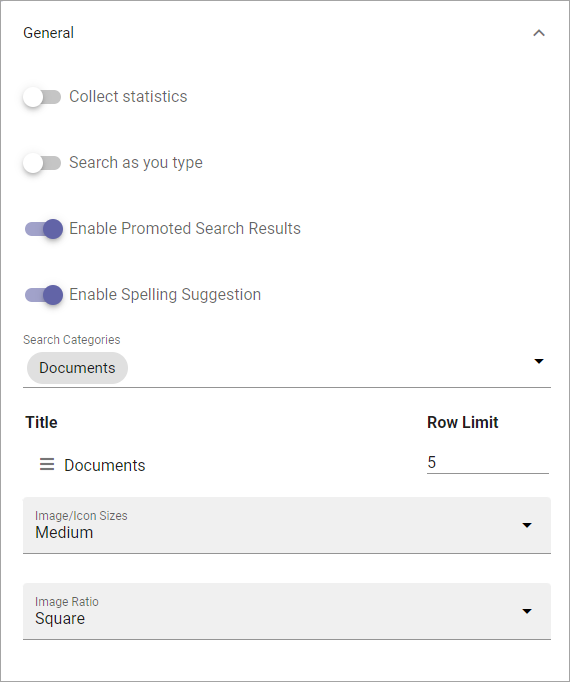 General
Collect statistics
Search as you type
Enable Promoted Search Results
Enable Spelling Suggestion
Search Categories
Documents
Title Row Limit
Documents 5
Image/Icon Sizes
Medium
Image Ratio
Square